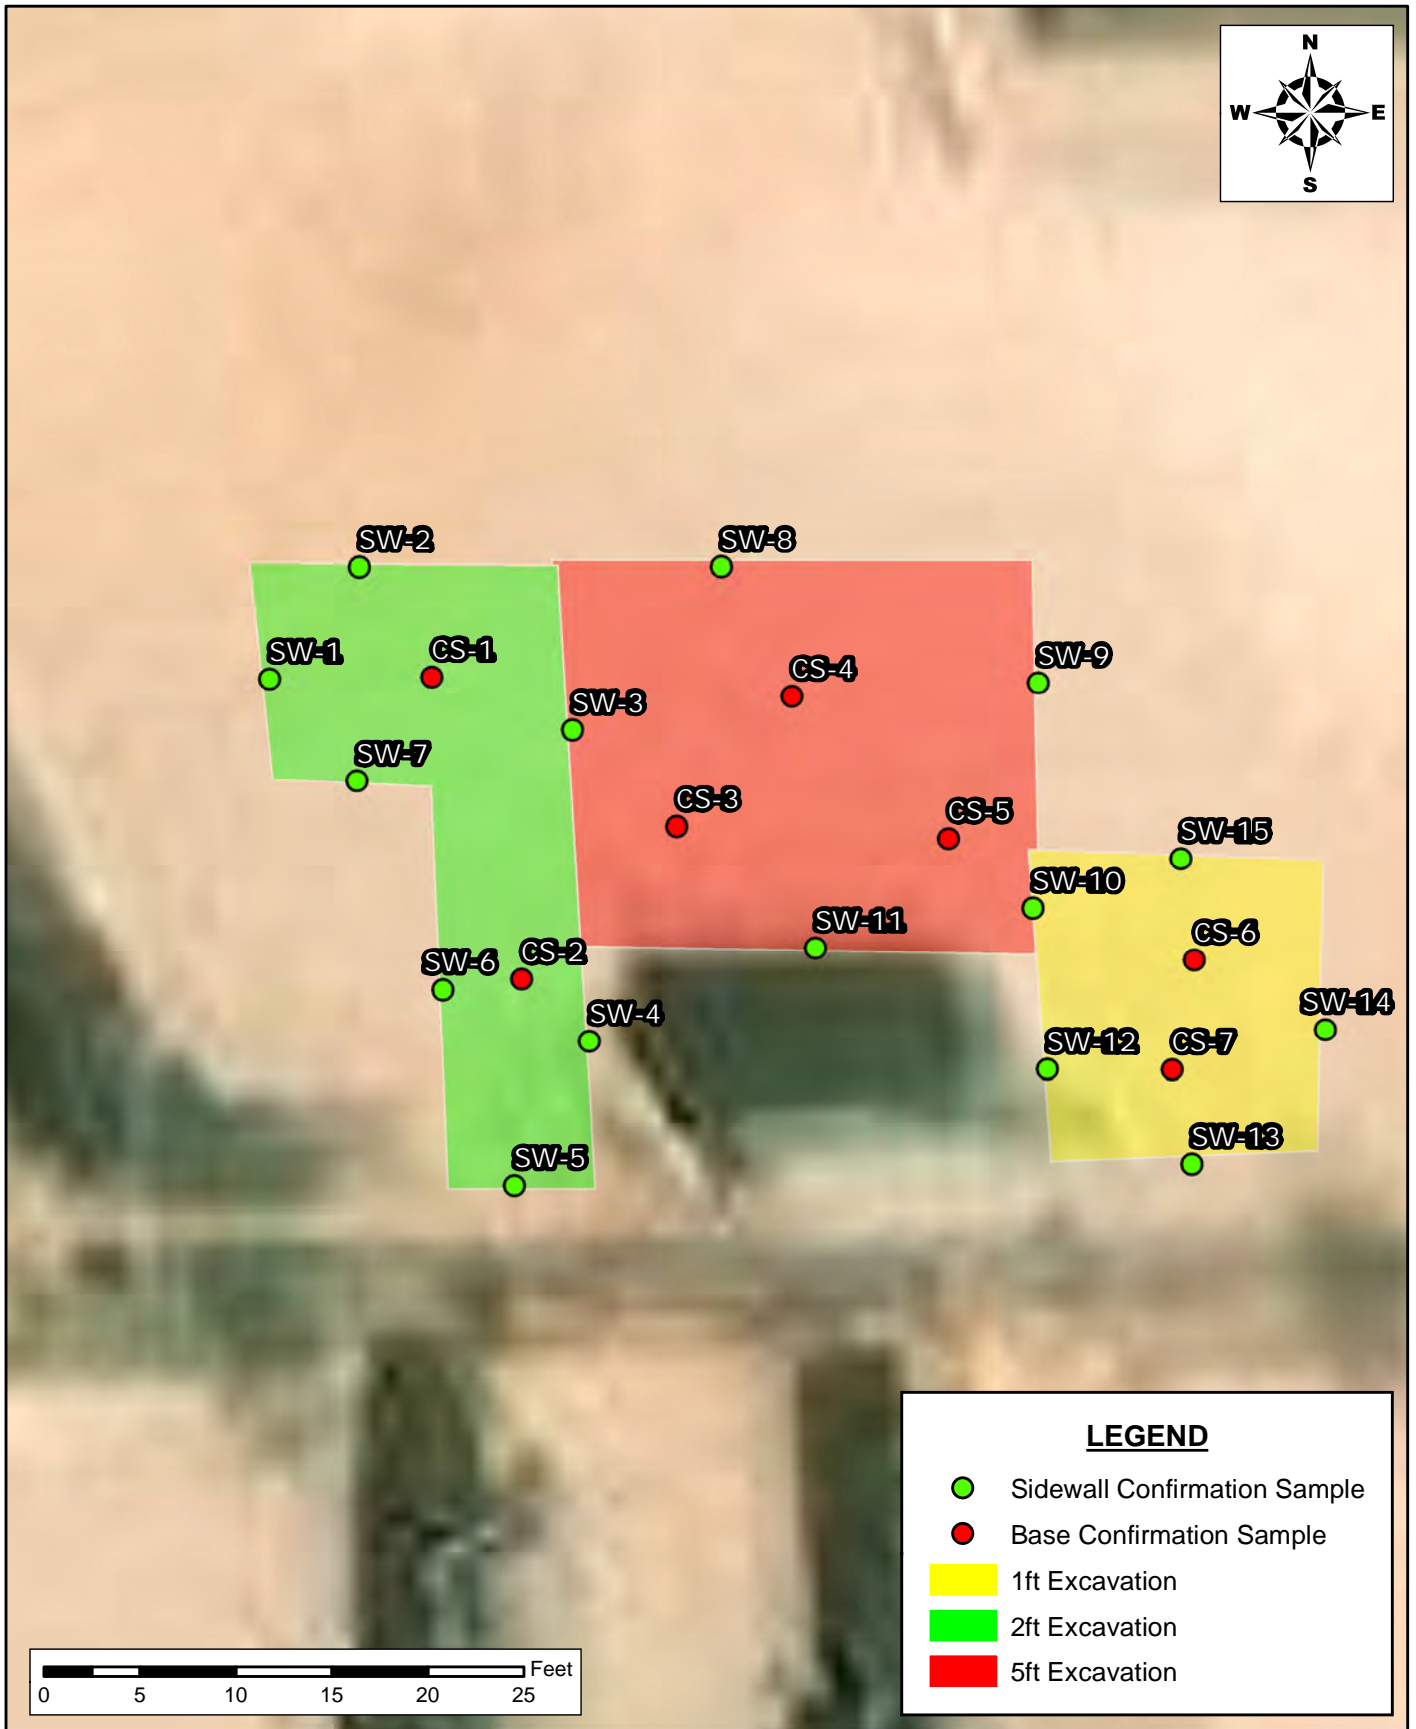 N
W E
S
SW-2
SW-8
SW-1
CS-1
CS-4
SW-9
SW-3
SW-7
CS-3
CS-5
SW-15
SW-10
SW-11
CS-6
SW-6
CS-2
SW-4
SW-14
SW-12
CS-7
SW-13
SW-5
LEGEND
Sidewall Confirmation Sample
Base Confirmation Sample
1ft Excavation
2ft Excavation
5ft Excavation
Feet
0 5 10 15 20 25